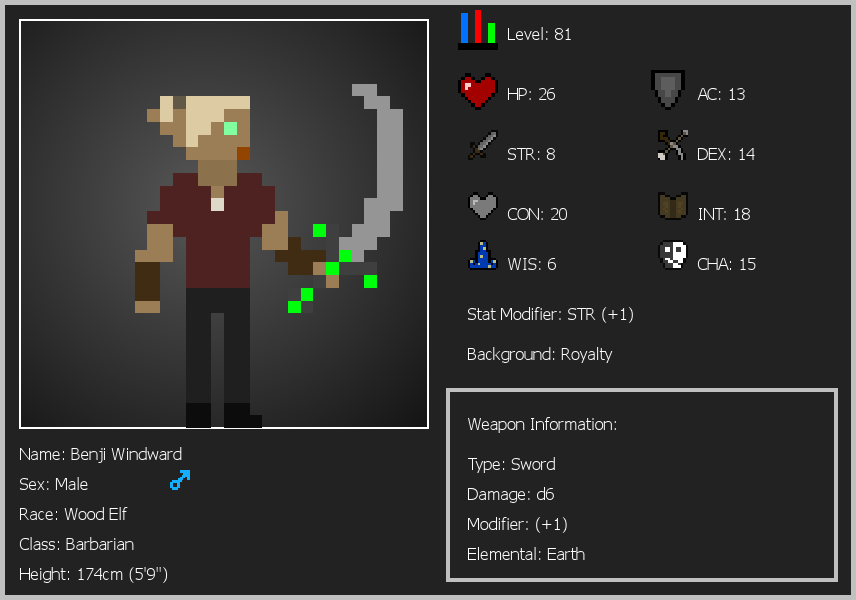 Level: 81
HP: 26
AC: 13
STR: 8
DEX: 14
CON: 20
INT: 18
WIS: 6
CHA: 15
Stat Modifier: STR (+1)
Background: Royalty
Weapon Information:
Type: Sword
Damage: d6
Modifier: (+1)
Elemental: Earth
Name: Benji Windward
Sex: Male
Race: Wood Elf
Class: Barbarian
Height: 174cm (5'9")